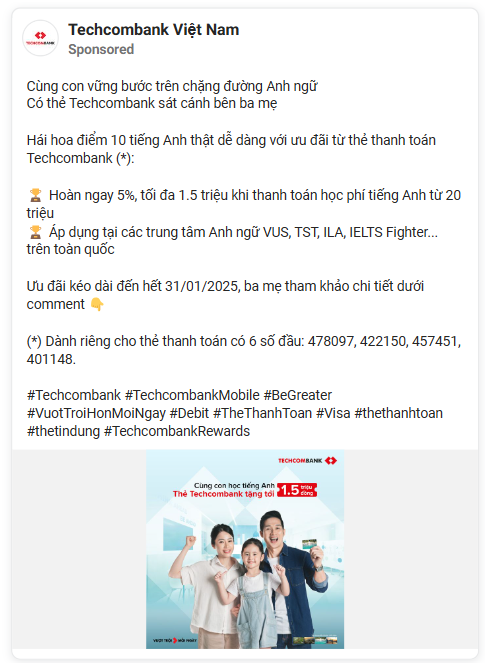 TECHCOMBANK
Techcombank Việt Nam
Sponsored
Cùng con vững bước trên chặng đường Anh ngữ
Có thẻ Techcombank sát cánh bên ba mẹ
Hái hoa điểm 10 tiếng Anh thật dễ dàng với ưu đãi từ thẻ thanh toán
Techcombank (*):
🏆 Hoàn ngay 5%, tối đa 1.5 triệu khi thanh toán học phí tiếng Anh từ 20
triệu
🏆 Áp dụng tại các trung tâm Anh ngữ VUS, TST, ILA, IELTS Fighter...
trên toàn quốc
Ưu đãi kéo dài đến hết 31/01/2025, ba mẹ tham khảo chi tiết dưới
comment 👇
(*) Dành riêng cho thẻ thanh toán có 6 số đầu: 478097, 422150, 457451,
401148.
#Techcombank #TechcombankMobile #BeGreater
#VuotTroiHonMoiNgay #Debit #TheThanhToan #Visa #thethanhtoan
#thetindung #TechcombankRewards
TECHCOMBANK
Cùng con học tiếng Anh
Thẻ Techcombank tặng tới 1.5 triệu đồng
VƯỢT TRỘI MỖI NGÀY